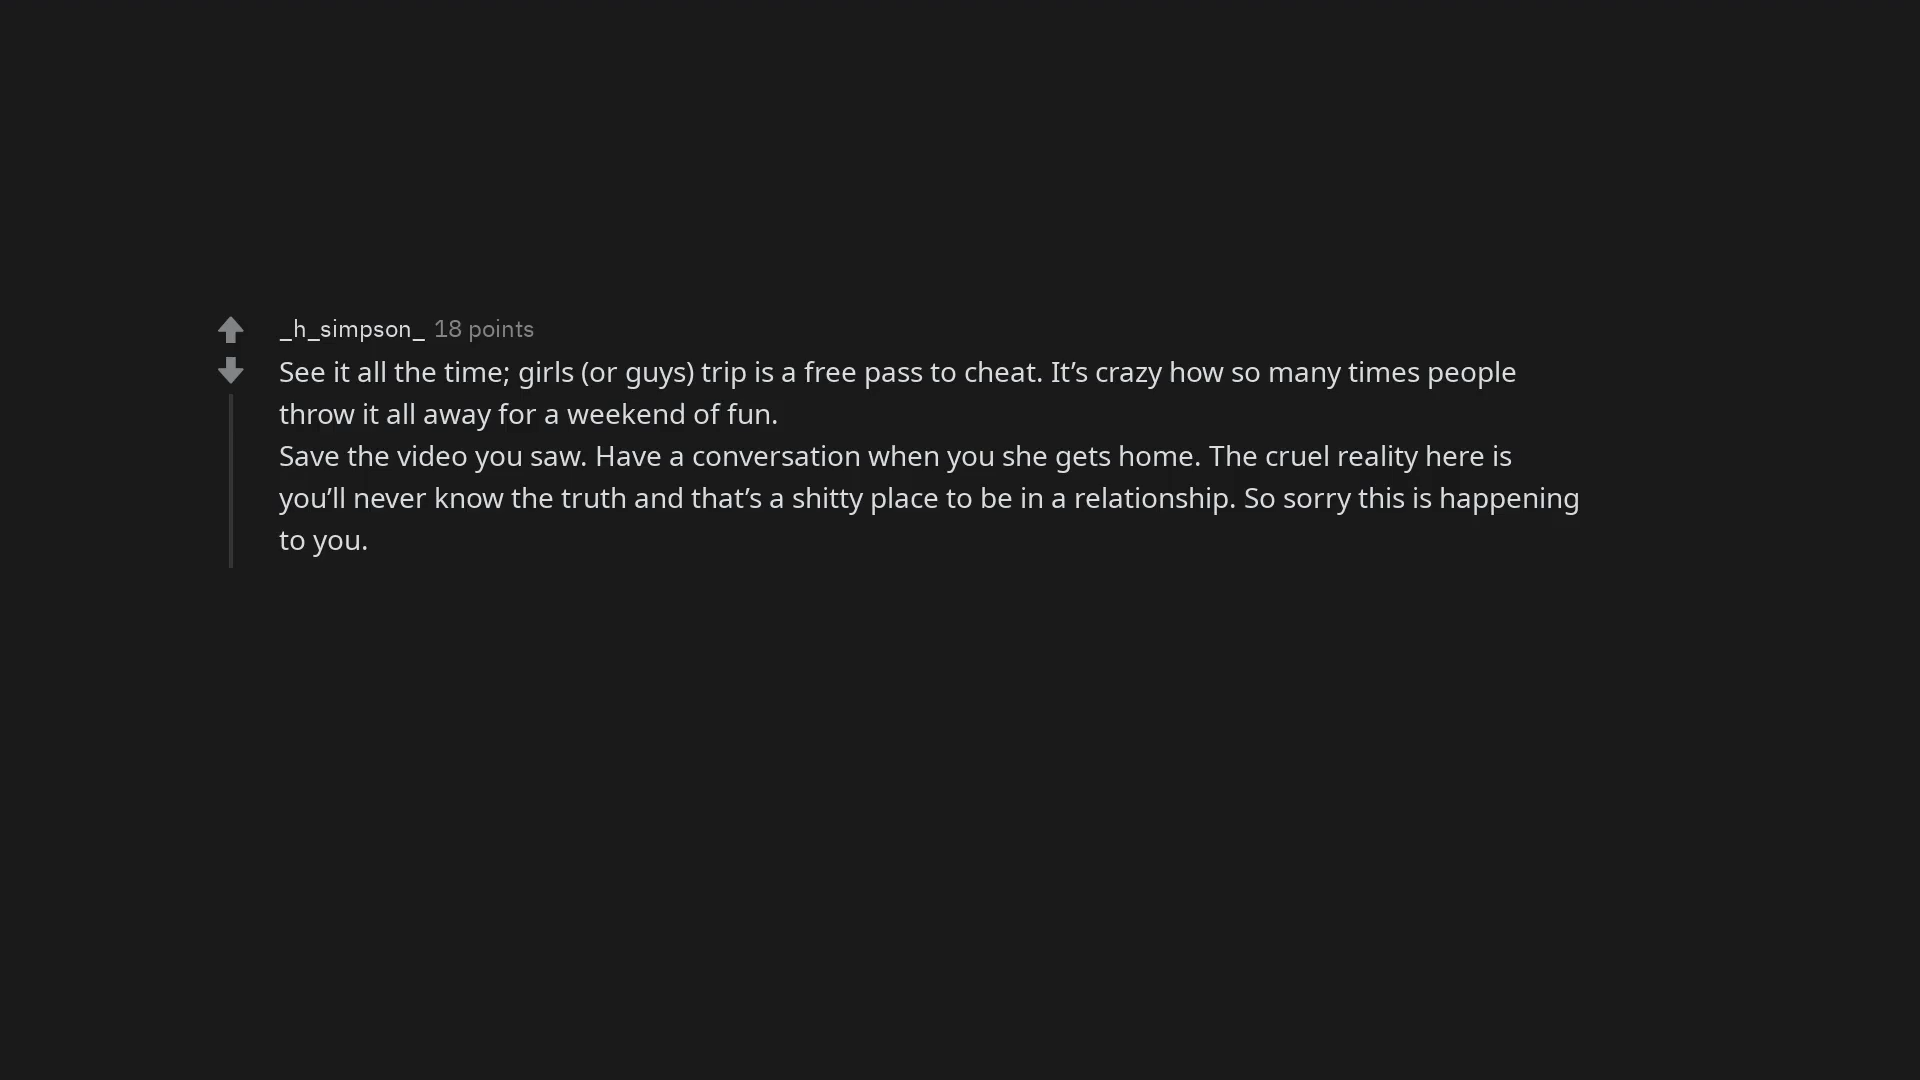 _h_simpson_ 18 points
See it all the time; girls (or guys) trip is a free pass to cheat. It’s crazy how so many times people
throw it all away for a weekend of fun.
Save the video you saw. Have a conversation when you she gets home. The cruel reality here is
you’ll never know the truth and that’s a shitty place to be in a relationship. So sorry this is happening
to you.